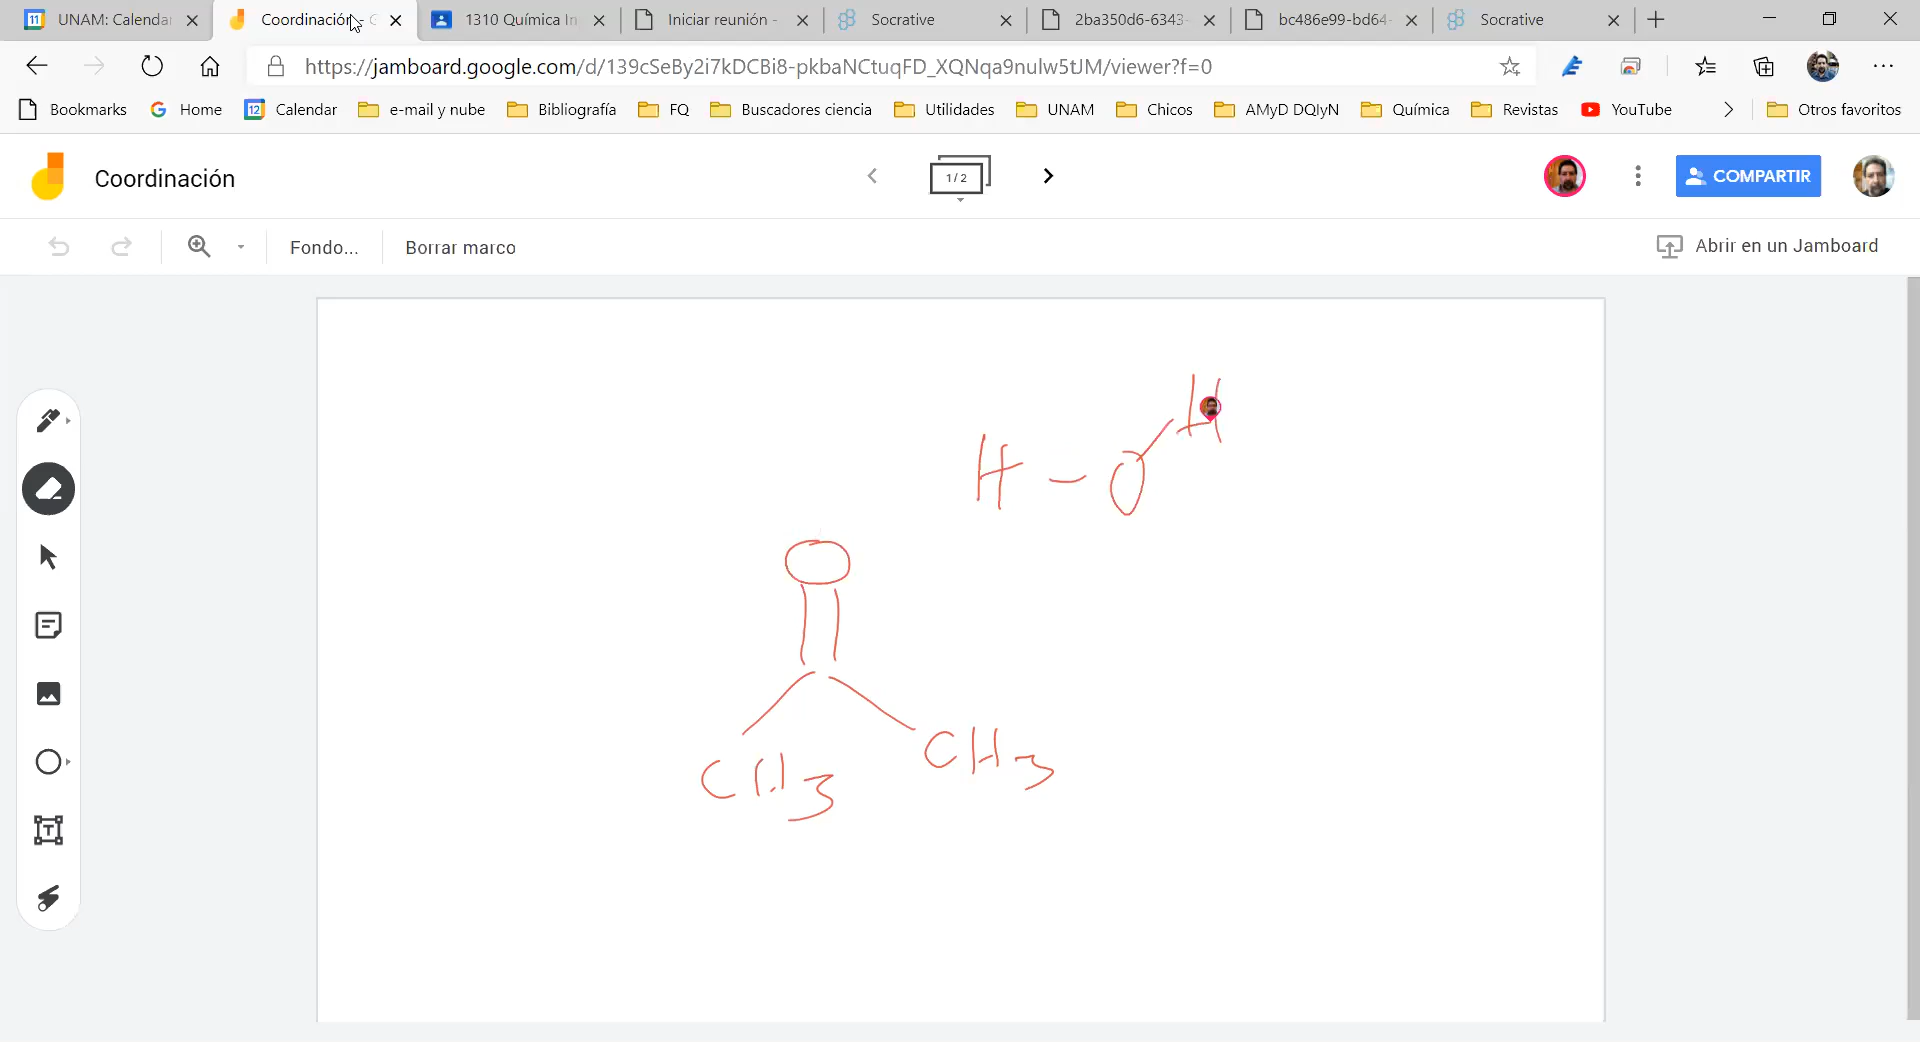 UNAM: Calenda
Coordinación - G
1310 Química In
Iniciar reunión -
Socrative
2ba350d6-6343-
bc486e99-bd64-
Socrative
https://jamboard.google.com/d/139cSeBy2i7kDCBi8-pkbaNCtuqFD_XQNqa9nulw5tJM/viewer?f=0
Bookmarks
Home
Calendar
e-mail y nube
Bibliografía
FQ
Buscadores ciencia
Utilidades
UNAM
Chicos
AMyD DQIyN
Química
Revistas
YouTube
Otros favoritos
Coordinación
1 / 2
COMPARTIR
Fondo...
Borrar marco
Abrir en un Jamboard
H
H - O
O
CH3
CH3